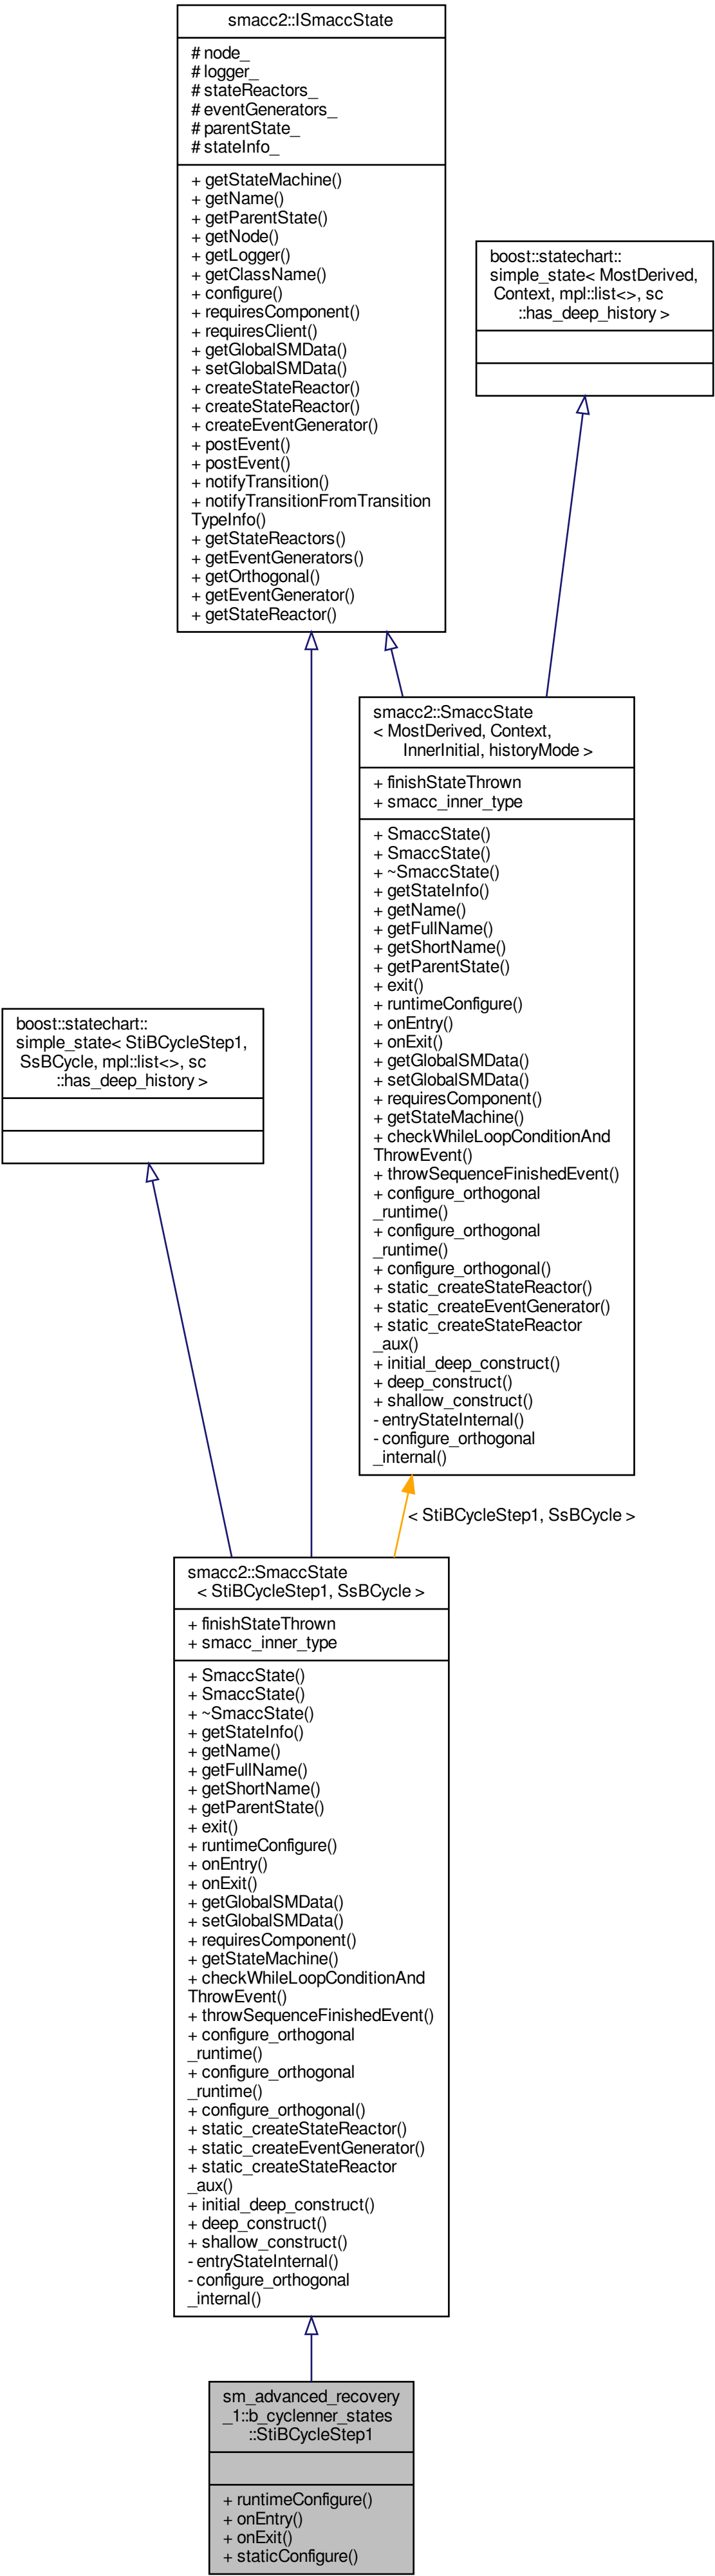 smacc2::ISmaccState
# node_
# logger_
# stateReactors_
# eventGenerators_
# parentState_
# stateInfo_
+ getStateMachine()
+ getName()
+ getParentState()
+ getNode()
+ getLogger()
+ getClassName()
+ configure()
+ requiresComponent()
+ requiresClient()
+ getGlobalSMData()
+ setGlobalSMData()
+ createStateReactor()
+ createStateReactor()
+ createEventGenerator()
+ postEvent()
+ postEvent()
+ notifyTransition()
+ notifyTransitionFromTransition
TypeInfo()
+ getStateReactors()
+ getEventGenerators()
+ getOrthogonal()
+ getEventGenerator()
+ getStateReactor()
boost::statechart::
simple_state< MostDerived,
Context, mpl::list<>, sc
::has_deep_history >
smacc2::SmaccState
< MostDerived, Context,
InnerInitial, historyMode >
+ finishStateThrown
+ smacc_inner_type
+ SmaccState()
+ SmaccState()
+ ~SmaccState()
+ getStateInfo()
+ getName()
+ getFullName()
+ getShortName()
+ getParentState()
+ exit()
+ runtimeConfigure()
+ onEntry()
+ onExit()
+ getGlobalSMData()
+ setGlobalSMData()
+ requiresComponent()
+ getStateMachine()
+ checkWhileLoopConditionAnd
ThrowEvent()
+ throwSequenceFinishedEvent()
+ configure_orthogonal
_runtime()
+ configure_orthogonal
_runtime()
+ configure_orthogonal()
+ static_createStateReactor()
+ static_createEventGenerator()
+ static_createStateReactor
_aux()
+ initial_deep_construct()
+ deep_construct()
+ shallow_construct()
- entryStateInternal()
- configure_orthogonal
_internal()
boost::statechart::
simple_state< StiBCycleStep1,
SsBCycle, mpl::list<>, sc
::has_deep_history >
< StiBCycleStep1, SsBCycle >
smacc2::SmaccState
< StiBCycleStep1, SsBCycle >
+ finishStateThrown
+ smacc_inner_type
+ SmaccState()
+ SmaccState()
+ ~SmaccState()
+ getStateInfo()
+ getName()
+ getFullName()
+ getShortName()
+ getParentState()
+ exit()
+ runtimeConfigure()
+ onEntry()
+ onExit()
+ getGlobalSMData()
+ setGlobalSMData()
+ requiresComponent()
+ getStateMachine()
+ checkWhileLoopConditionAnd
ThrowEvent()
+ throwSequenceFinishedEvent()
+ configure_orthogonal
_runtime()
+ configure_orthogonal
_runtime()
+ configure_orthogonal()
+ static_createStateReactor()
+ static_createEventGenerator()
+ static_createStateReactor
_aux()
+ initial_deep_construct()
+ deep_construct()
+ shallow_construct()
- entryStateInternal()
- configure_orthogonal
_internal()
sm_advanced_recovery
_1::b_cyclenner_states
::StiBCycleStep1
+ runtimeConfigure()
+ onEntry()
+ onExit()
+ staticConfigure()